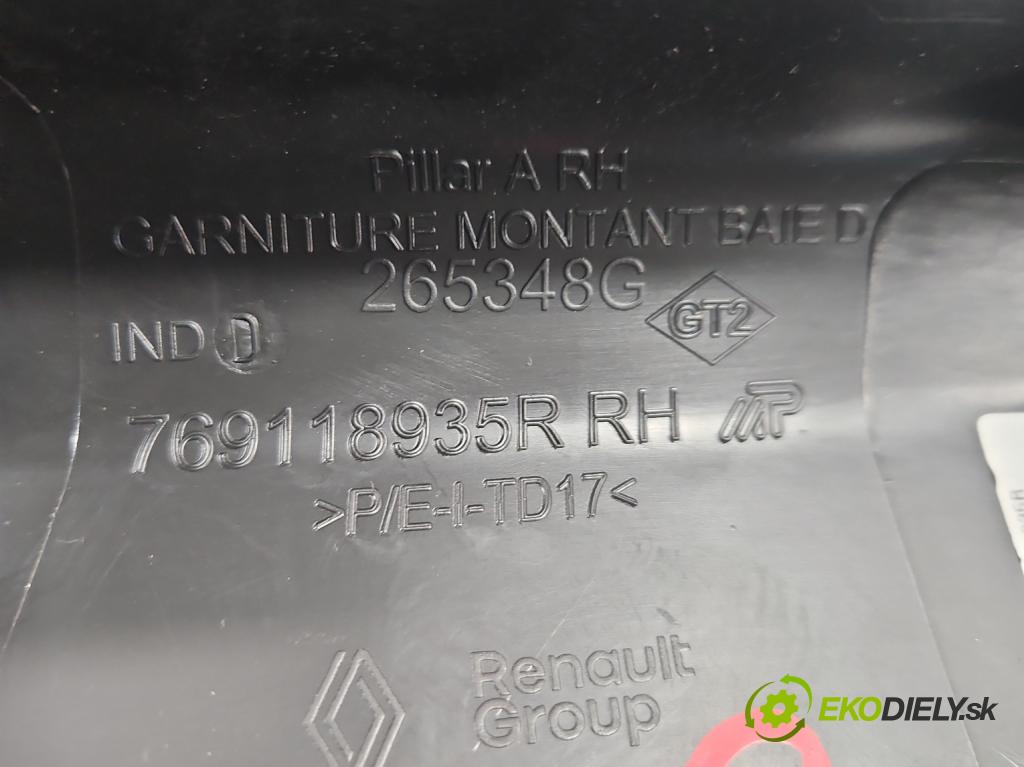 Pillar A RH
GARNITURE MONTANT BAIE D
265348G
GT2
IND D
769118935R RH
>P/E-I-TD17<
Renault
Group
EKODIELY.sk